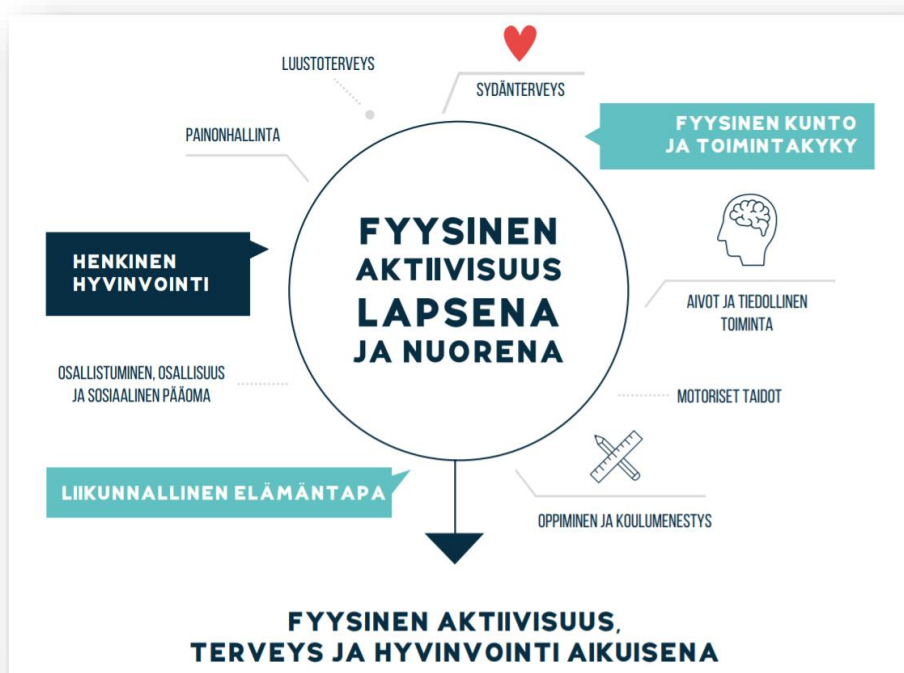 LUUSTOTERVEYS
SYDÄNTERVEYS
PAINONHALLINTA
FYYSINEN KUNTO
JA TOIMINTAKYKY
HENKINEN
HYVINVOINTI
FYYSINEN
AKTIIVISUUS
LAPSENA
JA NUORENA
AIVOT JA TIEDOLLINEN
TOIMINTA
OSALLISTUMINEN, OSALLISUUS
JA SOSIAALINEN PÄÄOMA
MOTORISET TAIDOT
LIIKUNNALLINEN ELÄMÄNTAPA
OPPIMINEN JA KOULUMENESTYS
FYYSINEN AKTIIVISUUS,
TERVEYS JA HYVINVOINTI AIKUISENA